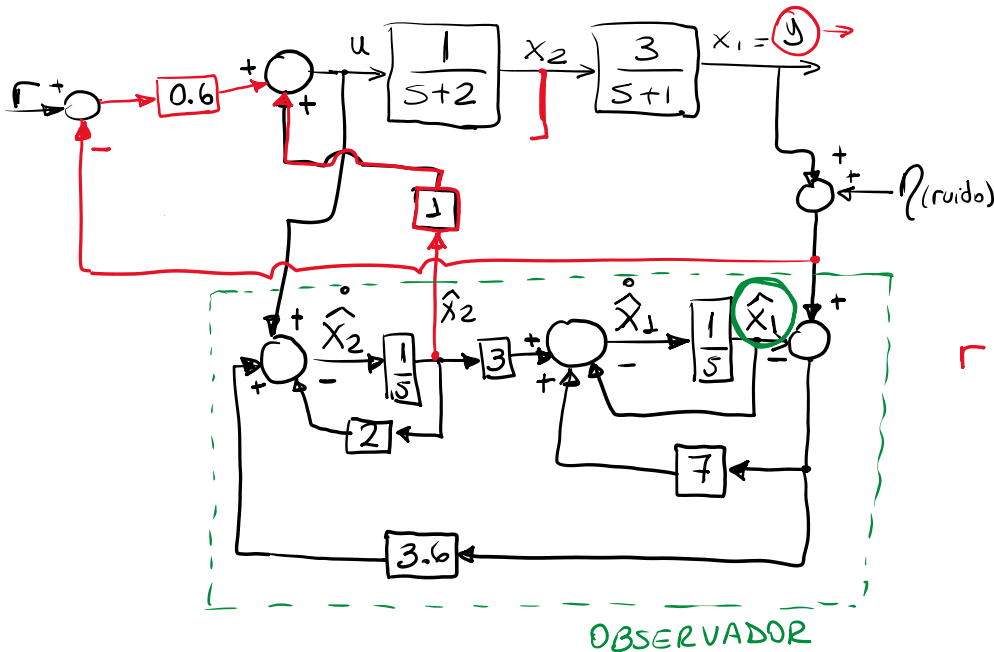 u
1
s+2
x2
3
s+1
x1 = y
r
+
0.6
+
+
-
1
+
+
η(ruido)
x̂2
+
ẋ̂2
+
-
1
s
2
3
+
+
-
ẋ̂1
1
s
x̂1
+
-
r
7
3.6
OBSERVADOR